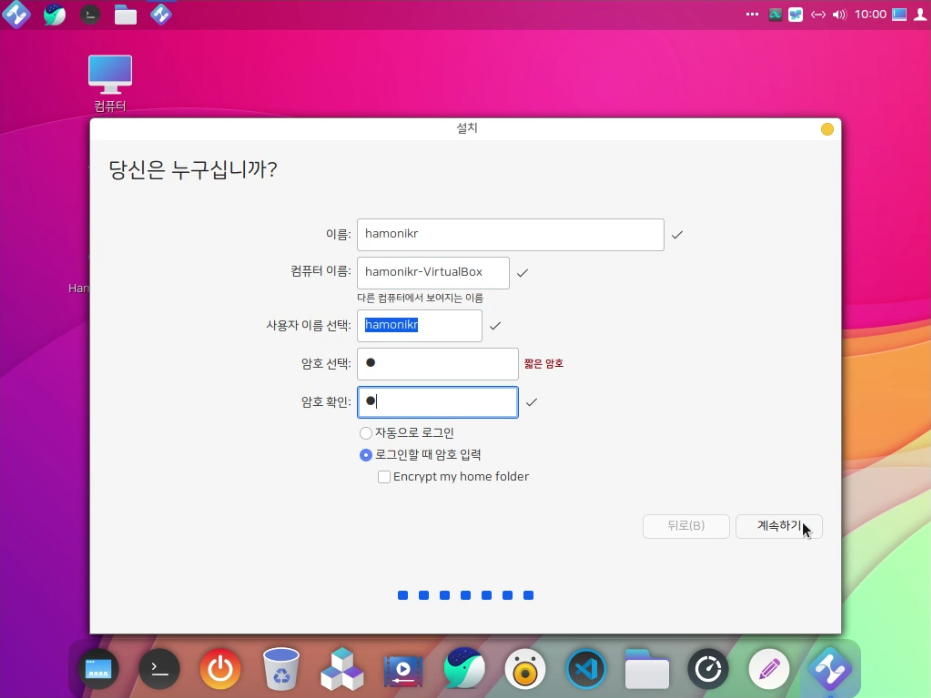 10:00
컴퓨터
설치
당신은 누구십니까?
이름: hamonikr
컴퓨터 이름: hamonikr-VirtualBox
다른 컴퓨터에서 보여지는 이름
사용자 이름 선택: hamonikr
암호 선택: ● 짧은 암호
암호 확인: ●
자동으로 로그인
로그인할 때 암호 입력
Encrypt my home folder
뒤로(B) 계속하기